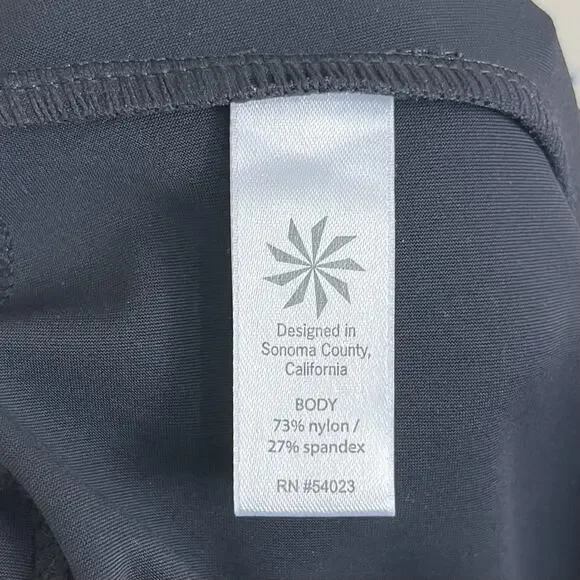 Designed in
Sonoma County,
California
BODY
73% nylon /
27% spandex
RN #54023